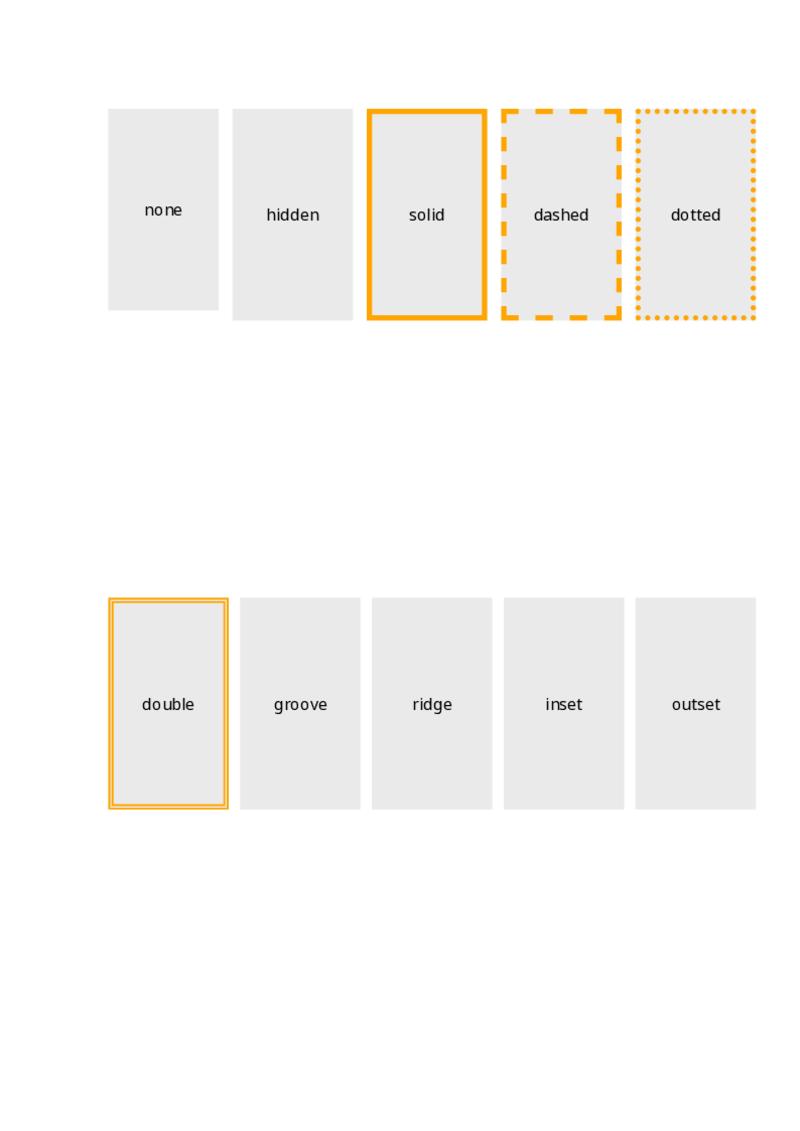 none
hidden
solid
dashed
dotted
double
groove
ridge
inset
outset